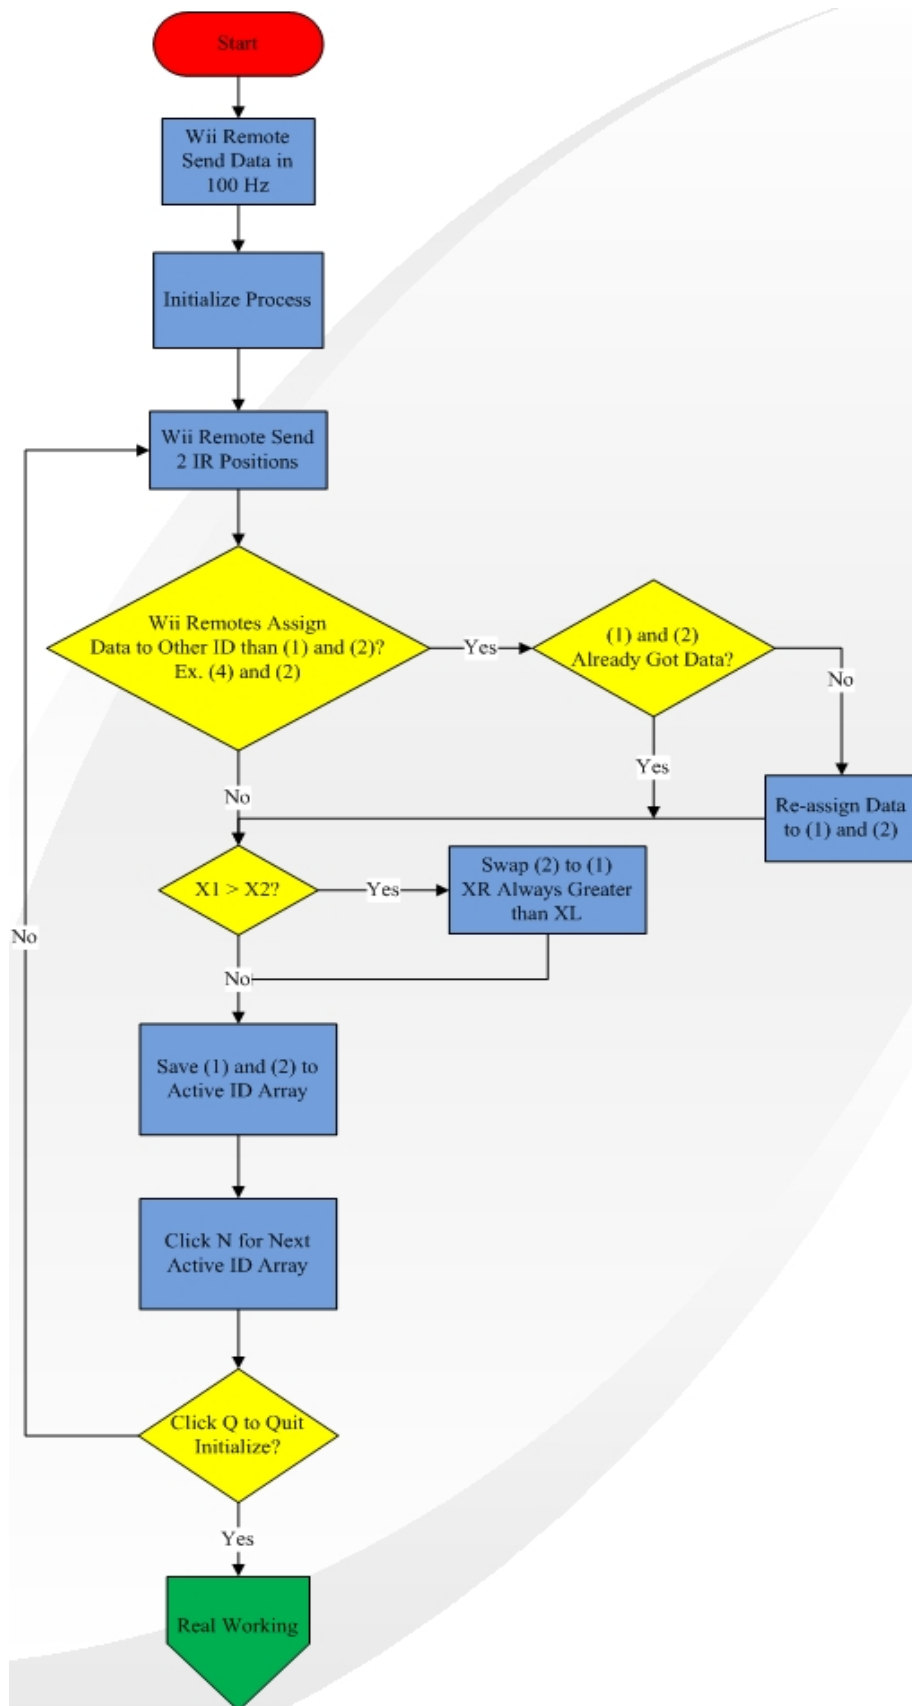 Start
Wii Remote
Send Data in
100 Hz
Initialize Process
Wii Remote Send
2 IR Positions
Wii Remotes Assign
Data to Other ID than (1) and (2)?
Ex. (4) and (2)
Yes
(1) and (2)
Already Got Data?
No
Yes
Re-assign Data
to (1) and (2)
No
X1 > X2?
Yes
Swap (2) to (1)
XR Always Greater
than XL
No
No
Save (1) and (2) to
Active ID Array
Click N for Next
Active ID Array
Click Q to Quit
Initialize?
Yes
Real Working